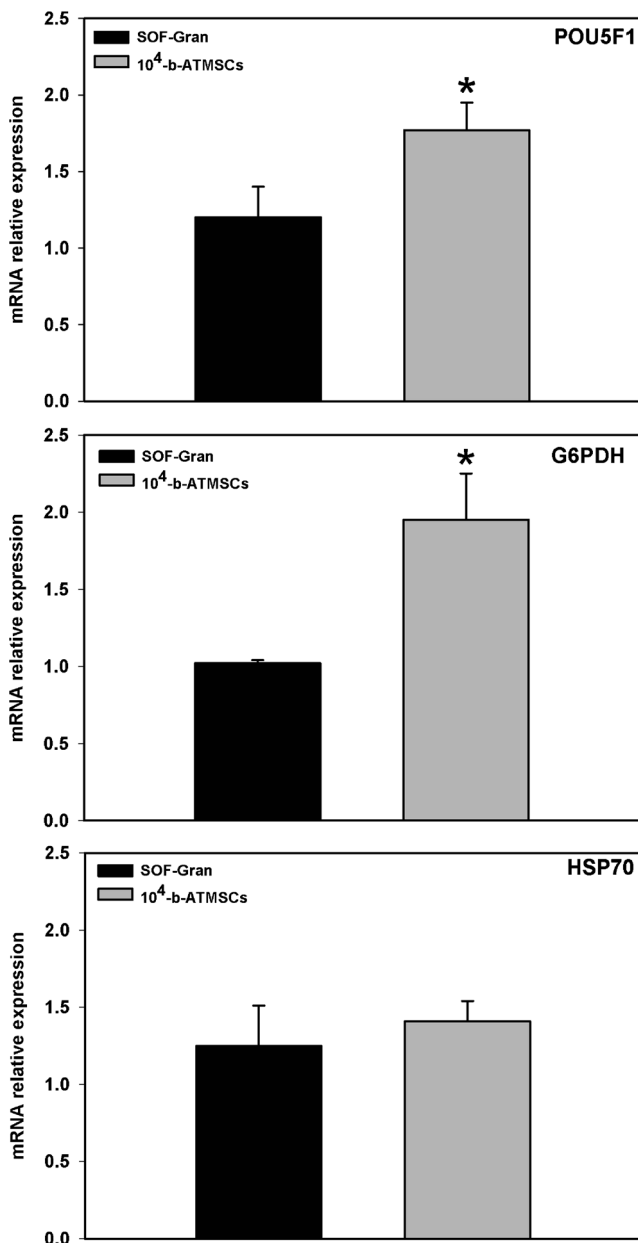 2.5
SOF-Gran
POU5F1
10⁴-b-ATMSCs
2.0
*
1.5
1.0
0.5
0.0
mRNA relative expression
2.5
SOF-Gran
G6PDH
10⁴-b-ATMSCs
*
2.0
1.5
1.0
0.5
0.0
mRNA relative expression
2.5
SOF-Gran
HSP70
10⁴-b-ATMSCs
2.0
1.5
1.0
0.5
0.0
mRNA relative expression